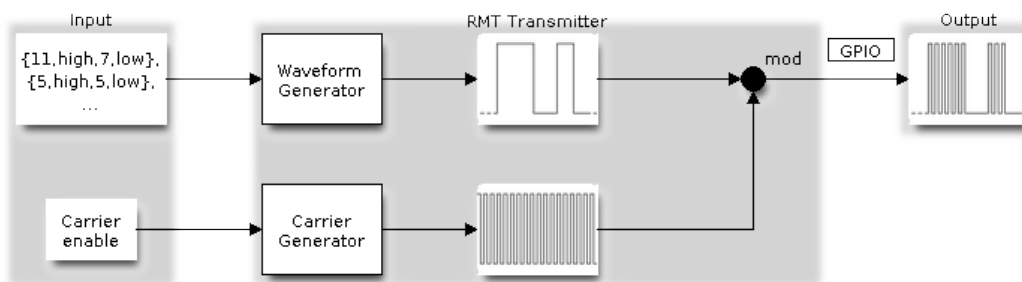 Input
RMT Transmitter
Output
{11,high,7,low},
{5,high,5,low},
...
Waveform
Generator
mod
GPIO
Carrier
enable
Carrier
Generator